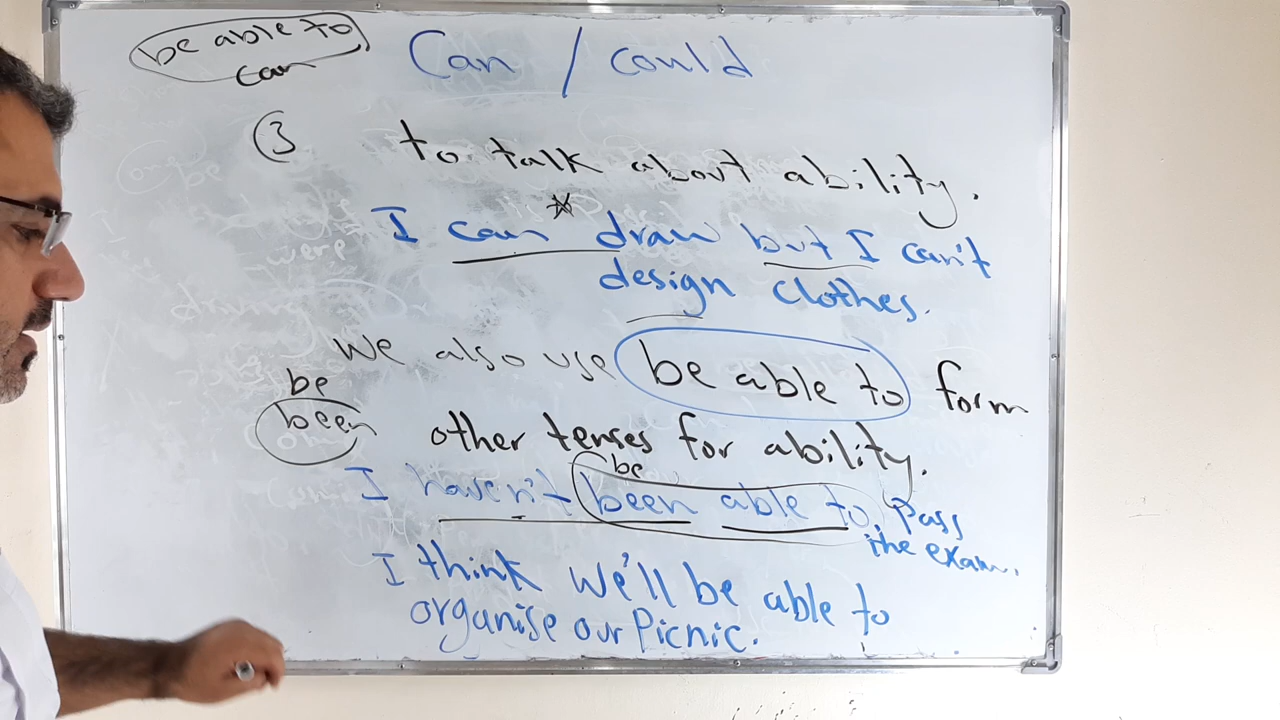 be able to
can
Can / could
3 to talk about ability.
I can draw but I can't
design clothes.
We also use be able to form
be
been
other tenses for ability.
be
I haven't been able to pass
the exam.
I think we'll be able to
organise our Picnic.